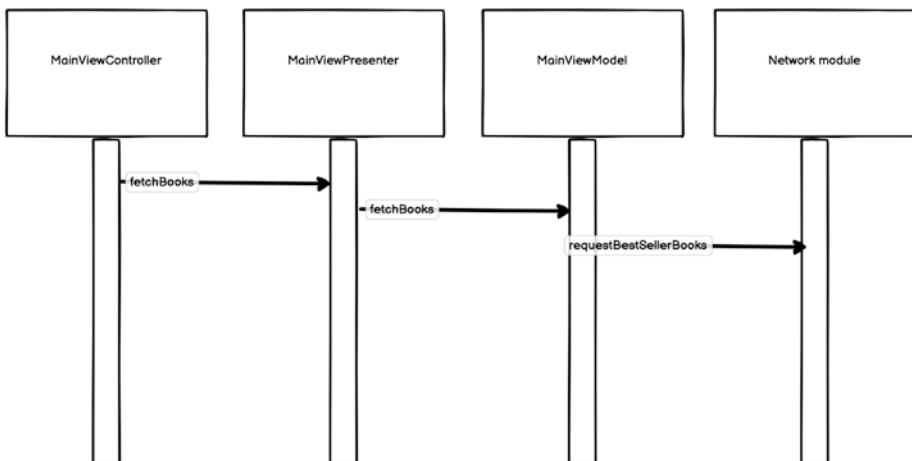 MainViewController
MainViewPresenter
MainViewModel
Network module
fetchBooks
fetchBooks
requestBestSellerBooks